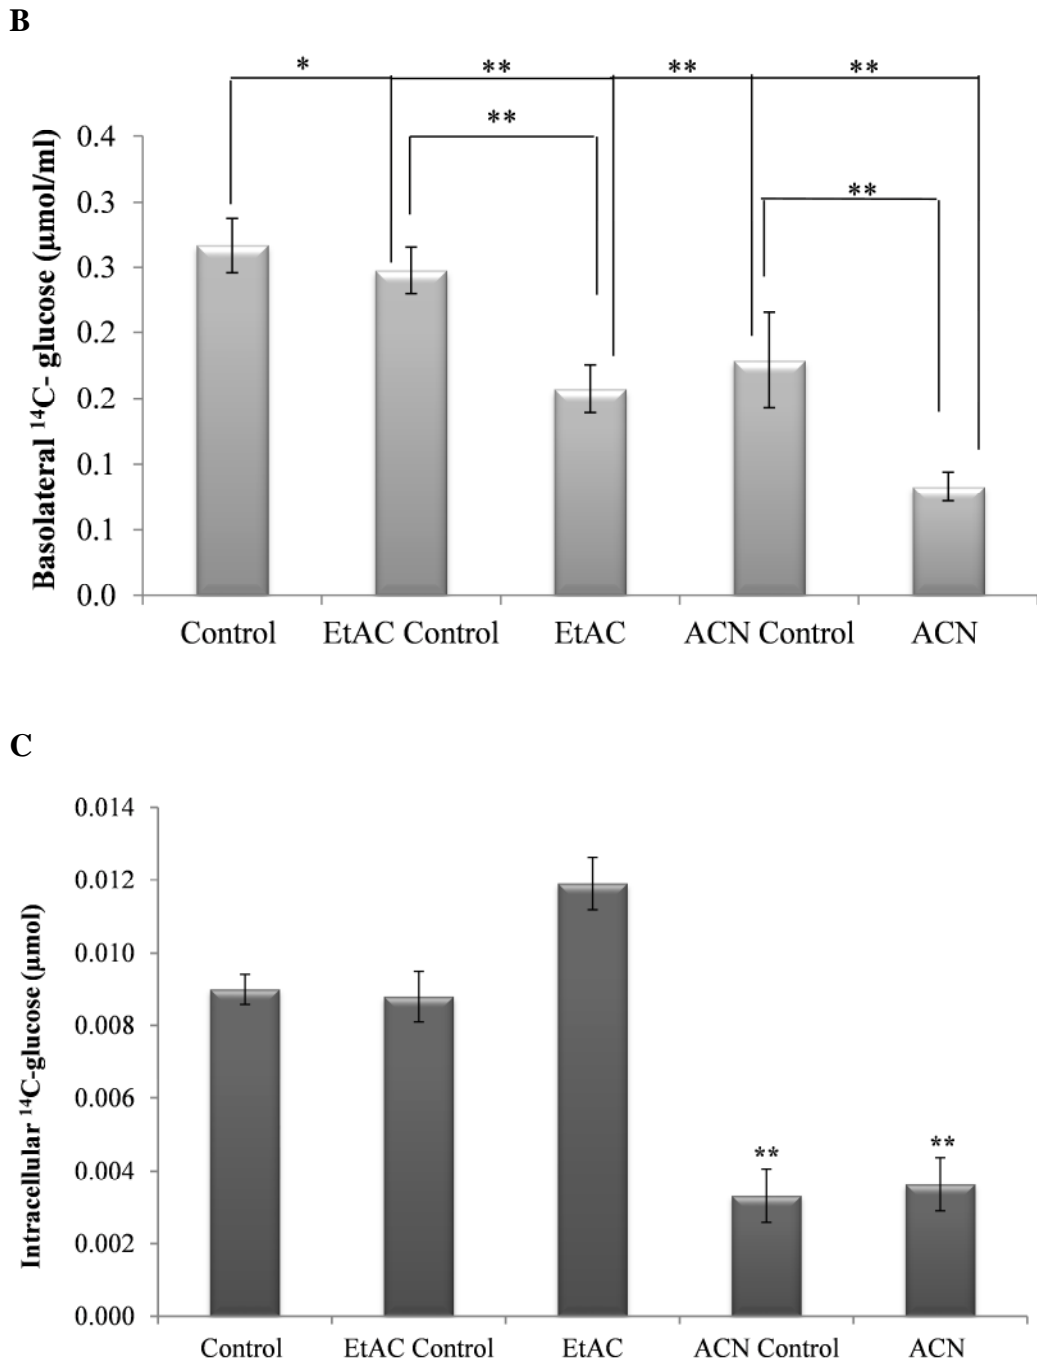 B
* ** ** **
**
**
Basolateral ¹⁴C- glucose (µmol/ml)
0.4
0.3
0.3
0.2
0.2
0.1
0.1
0.0
Control EtAC Control EtAC ACN Control ACN
C
Intracellular ¹⁴C-glucose (µmol)
0.014
0.012
0.010
0.008
0.006
0.004
0.002
0.000
** **
Control EtAC Control EtAC ACN Control ACN